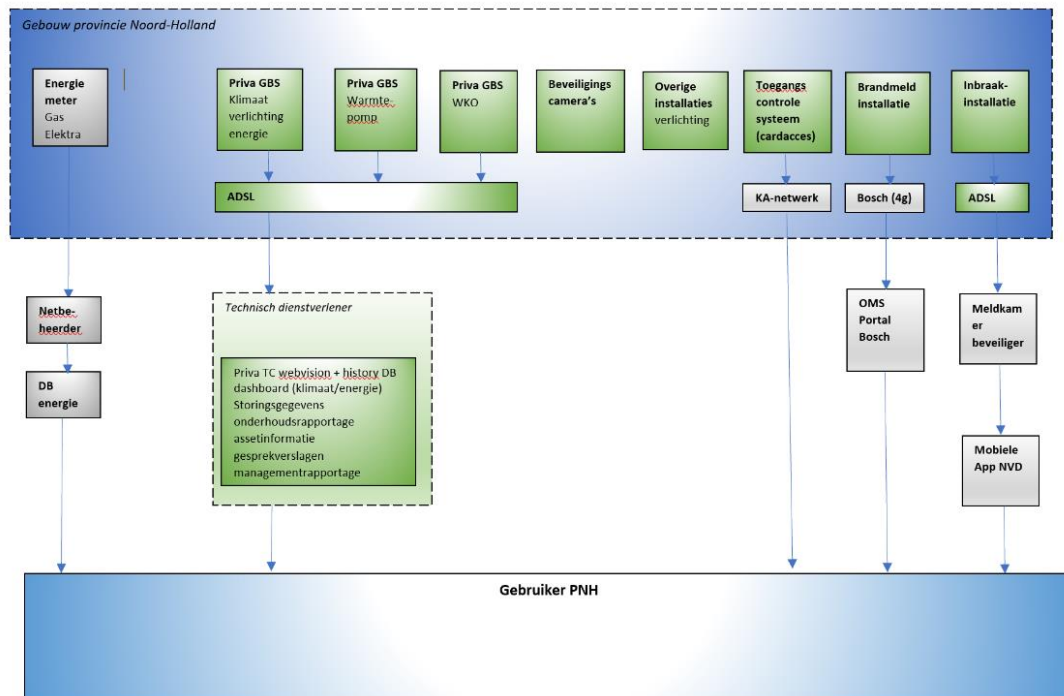 Gebouw provincie Noord-Holland
Energie
meter
Gas
Elektra
Priva GBS
Klimaat
verlichting
energie
Priva GBS
Warmte-
pomp
Priva GBS
WKO
Beveiligings
camera's
Overige
installaties
verlichting
Toegangs
controle
systeem
(cardacces)
Brandmeld
installatie
Inbraak-
installatie
ADSL
KA-netwerk
Bosch (4g)
ADSL
Netbe-
heerder
DB
energie
Technisch dienstverlener
Priva TC webvision + history DB
dashboard (klimaat/energie)
Storingsgegevens
onderhoudsrapportage
assetinformatie
gesprekverslagen
managementrapportage
OMS
Portal
Bosch
Meldkam
er
beveiliger
Mobiele
App NVD
Gebruiker PNH